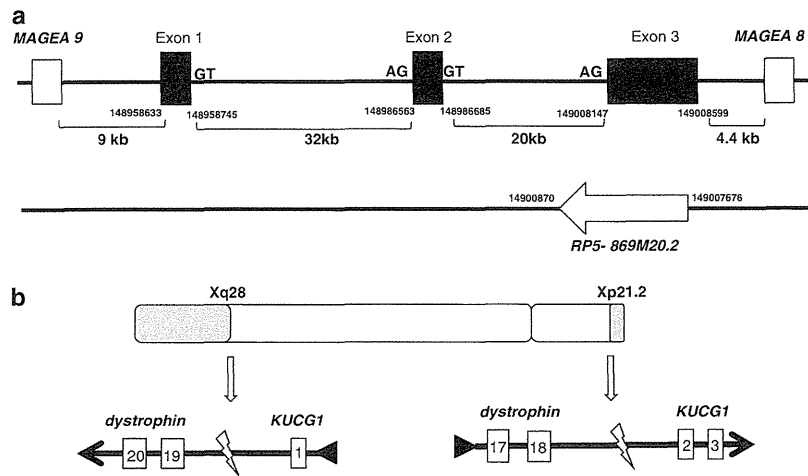 a
MAGEA 9 Exon 1 Exon 2 Exon 3 MAGEA 8
GT AG GT AG
148958633 148958745 148986563 148986685 149008147 149008599
9 kb 32kb 20kb 4.4 kb
14900870 149007676
RP5- 869M20.2
b
Xq28 Xp21.2
dystrophin KUCG1 dystrophin KUCG1
20 19 1 17 18 2 3